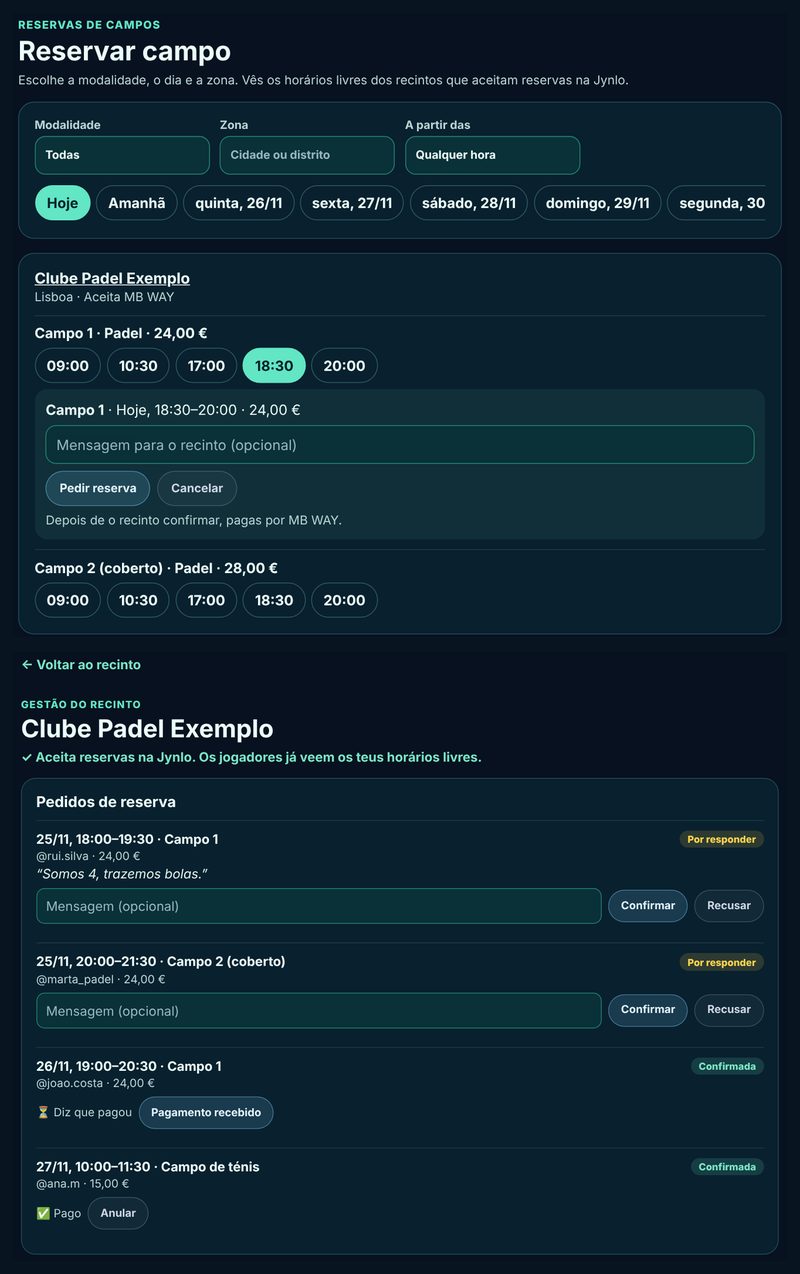 RESERVAS DE CAMPOS
Reservar campo
Escolhe a modalidade, o dia e a zona. Vês os horários livres dos recintos que aceitam reservas na Jynlo.
Modalidade
Zona
A partir das
Todas
Cidade ou distrito
Qualquer hora
Hoje
Amanhã
quinta, 26/11
sexta, 27/11
sábado, 28/11
domingo, 29/11
segunda, 30
Clube Padel Exemplo
Lisboa · Aceita MB WAY
Campo 1 · Padel · 24,00 €
09:00
10:30
17:00
18:30
20:00
Campo 1 · Hoje, 18:30–20:00 · 24,00 €
Mensagem para o recinto (opcional)
Pedir reserva
Cancelar
Depois de o recinto confirmar, pagas por MB WAY.
Campo 2 (coberto) · Padel · 28,00 €
09:00
10:30
17:00
18:30
20:00
← Voltar ao recinto
GESTÃO DO RECINTO
Clube Padel Exemplo
✓ Aceita reservas na Jynlo. Os jogadores já veem os teus horários livres.
Pedidos de reserva
25/11, 18:00–19:30 · Campo 1
Por responder
@rui.silva · 24,00 €
“Somos 4, trazemos bolas.”
Mensagem (opcional)
Confirmar
Recusar
25/11, 20:00–21:30 · Campo 2 (coberto)
Por responder
@marta_padel · 24,00 €
Mensagem (opcional)
Confirmar
Recusar
26/11, 19:00–20:30 · Campo 1
Confirmada
@joao.costa · 24,00 €
⏳ Diz que pagou
Pagamento recebido
27/11, 10:00–11:30 · Campo de ténis
Confirmada
@ana.m · 15,00 €
✅ Pago
Anular